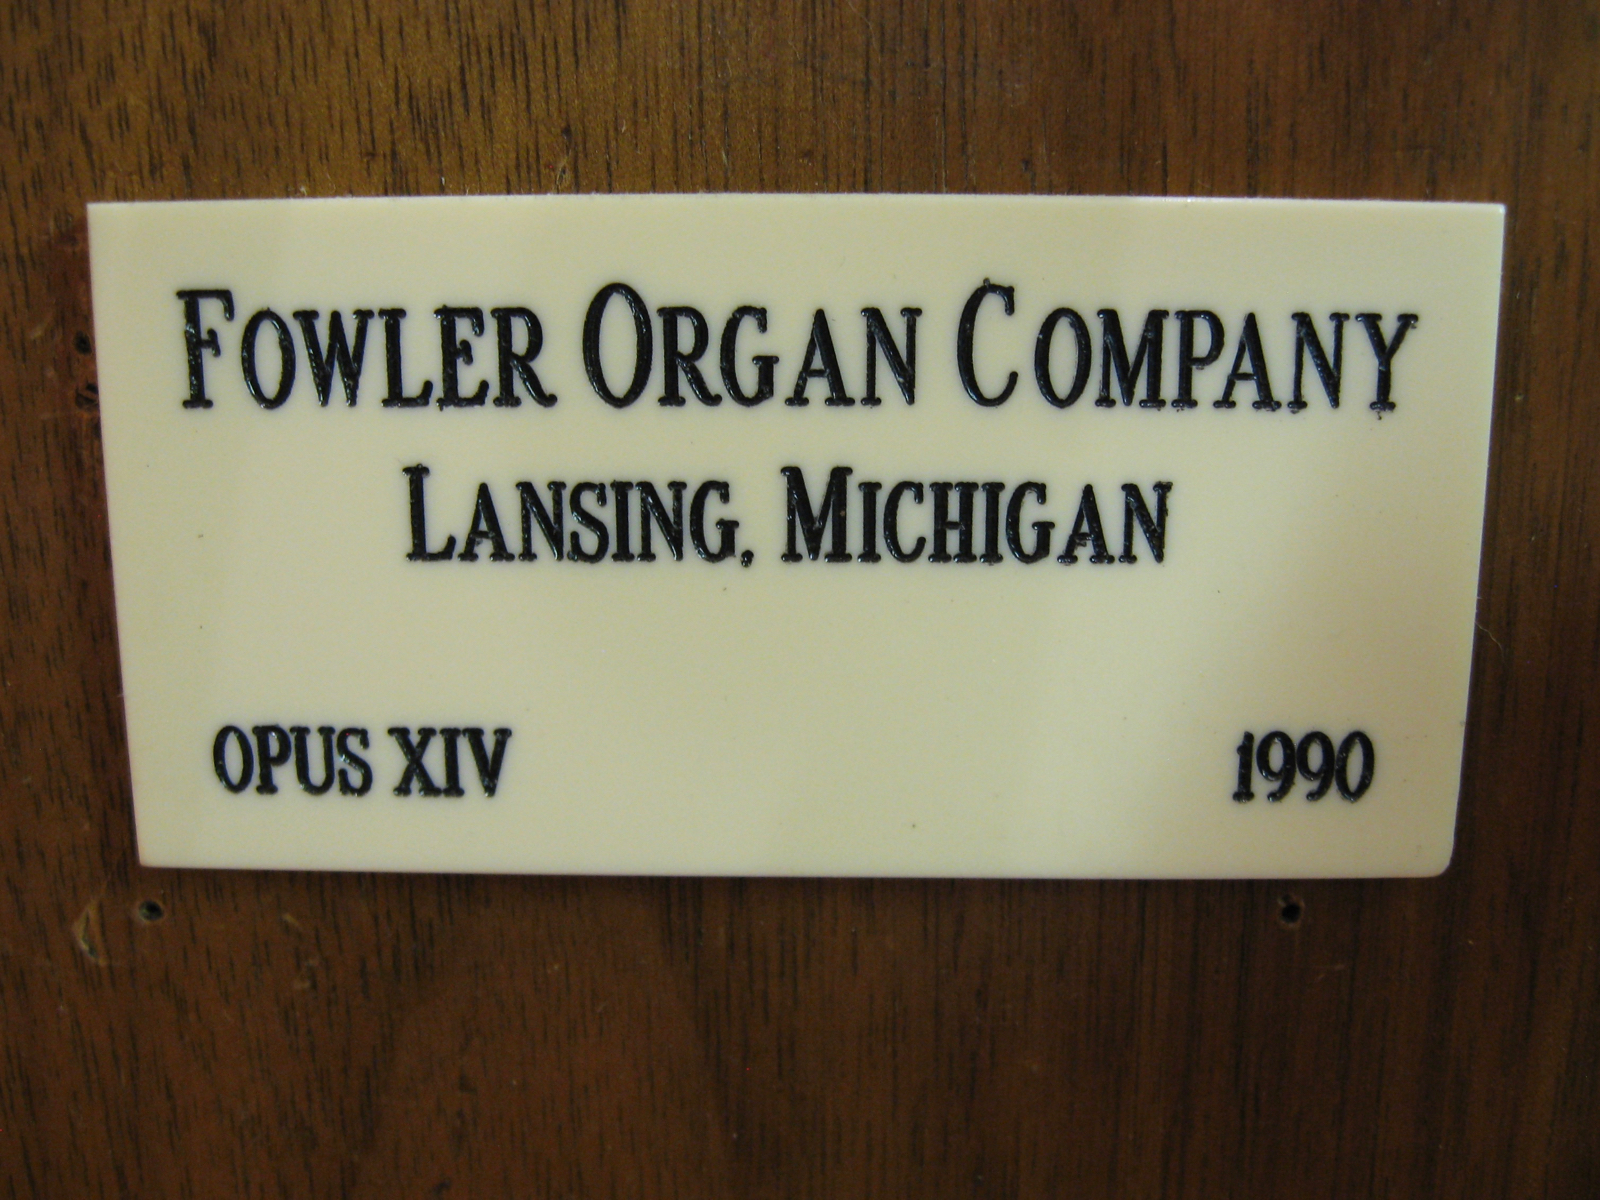 FOWLER ORGAN COMPANY
LANSING, MICHIGAN
OPUS XIV 1990